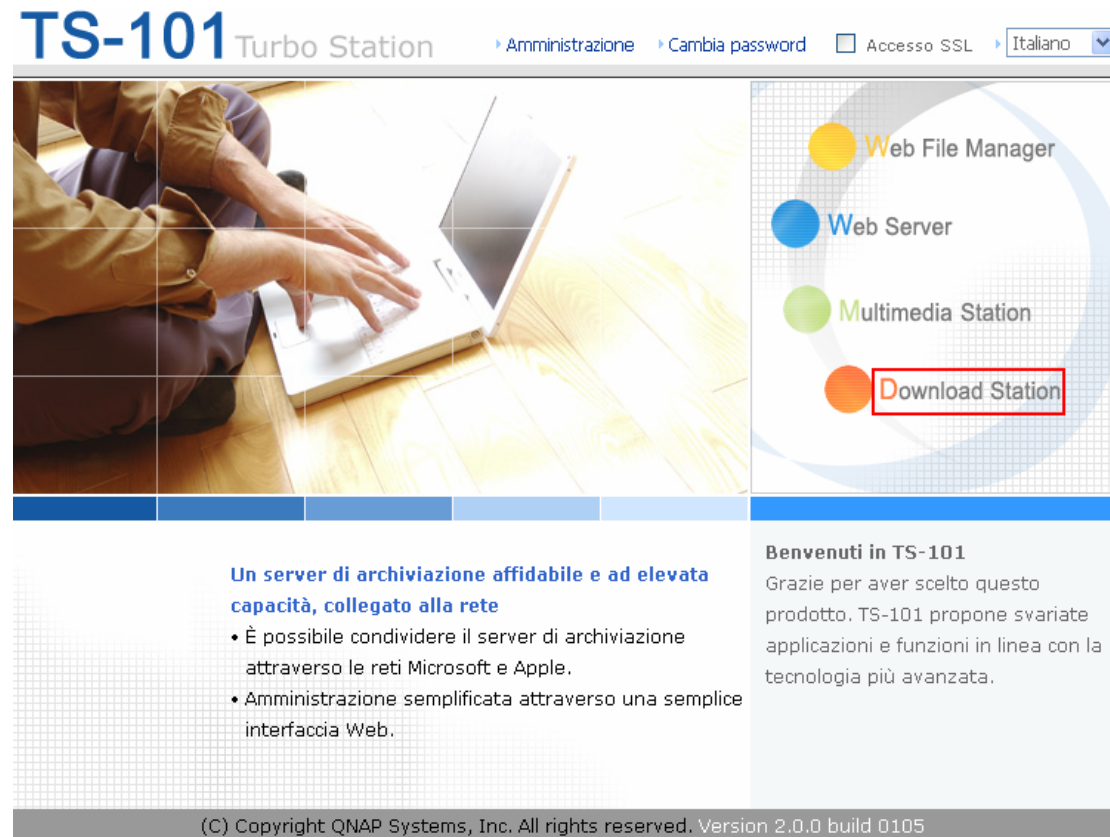 TS-101 Turbo Station
Amministrazione Cambia password Accesso SSL Italiano
Web File Manager
Web Server
Multimedia Station
Download Station
Un server di archiviazione affidabile e ad elevata
capacità, collegato alla rete
• È possibile condividere il server di archiviazione
attraverso le reti Microsoft e Apple.
• Amministrazione semplificata attraverso una semplice
interfaccia Web.
Benvenuti in TS-101
Grazie per aver scelto questo
prodotto. TS-101 propone svariate
applicazioni e funzioni in linea con la
tecnologia più avanzata.
(C) Copyright QNAP Systems, Inc. All rights reserved. Version 2.0.0 build 0105